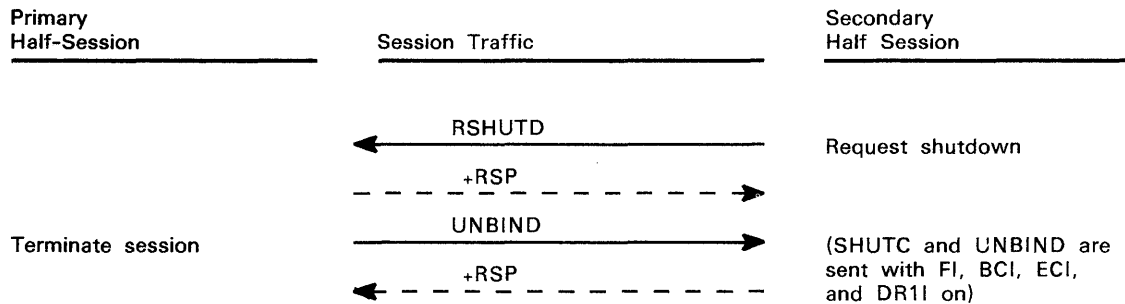 Primary
Half-Session
Session Traffic
Secondary
Half Session
RSHUTD
Request shutdown
+RSP
UNBIND
Terminate session
(SHUTC and UNBIND are
sent with FI, BCI, ECI,
and DR1I on)
+RSP